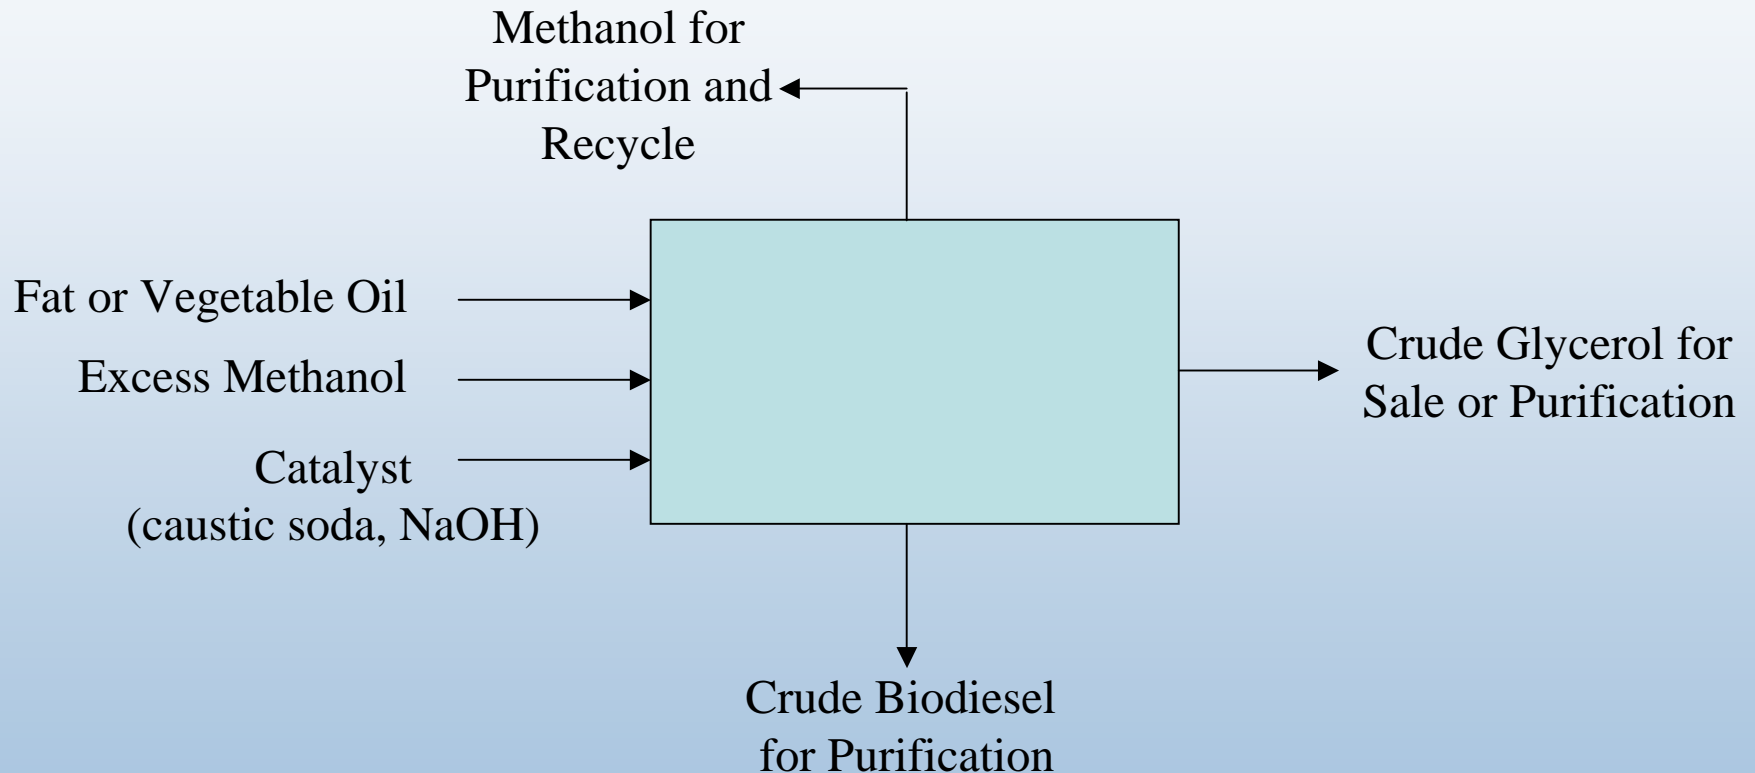 Methanol for
Purification and
Recycle
Fat or Vegetable Oil
Excess Methanol
Catalyst
(caustic soda, NaOH)
Crude Glycerol for
Sale or Purification
Crude Biodiesel
for Purification